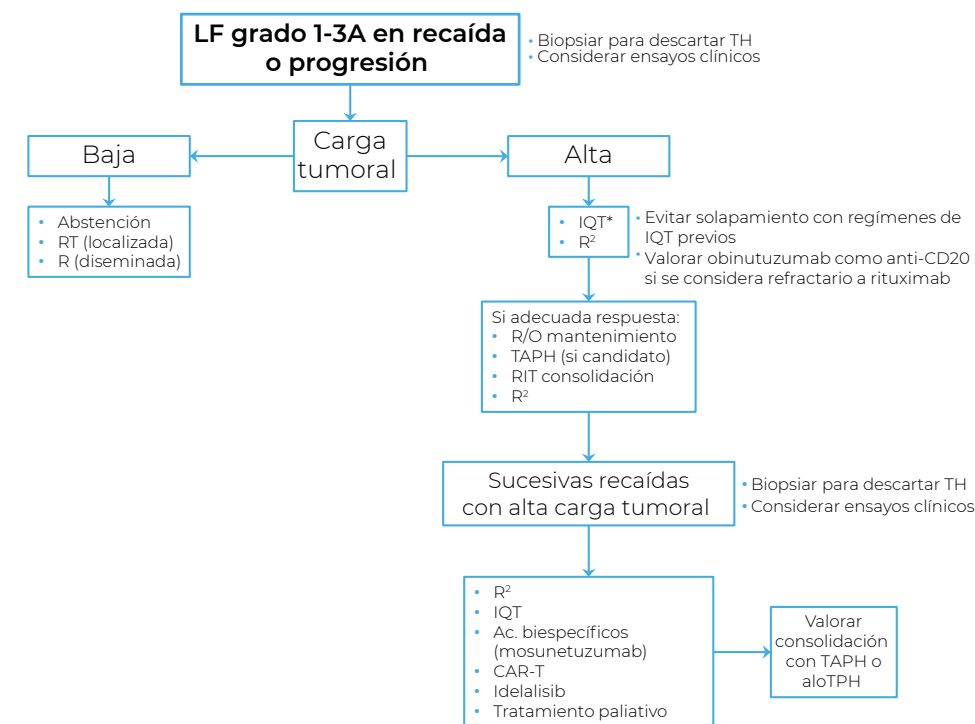 LF grado 1-3A en recaída
o progresión
• Biopsiar para descartar TH
• Considerar ensayos clínicos
Carga
tumoral
Baja
Alta
• Abstención
• RT (localizada)
• R (diseminada)
• IQT*
• R²
• Evitar solapamiento con regímenes de
IQT previos
• Valorar obinutuzumab como anti-CD20
si se considera refractario a rituximab
Si adecuada respuesta:
• R/O mantenimiento
• TAPH (si candidato)
• RIT consolidación
• R²
Sucesivas recaídas
con alta carga tumoral
• Biopsiar para descartar TH
• Considerar ensayos clínicos
• R²
• IQT
• Ac. biespecíficos
(mosunetuzumab)
• CAR-T
• Idelalisib
• Tratamiento paliativo
Valorar
consolidación
con TAPH o
aloTPH